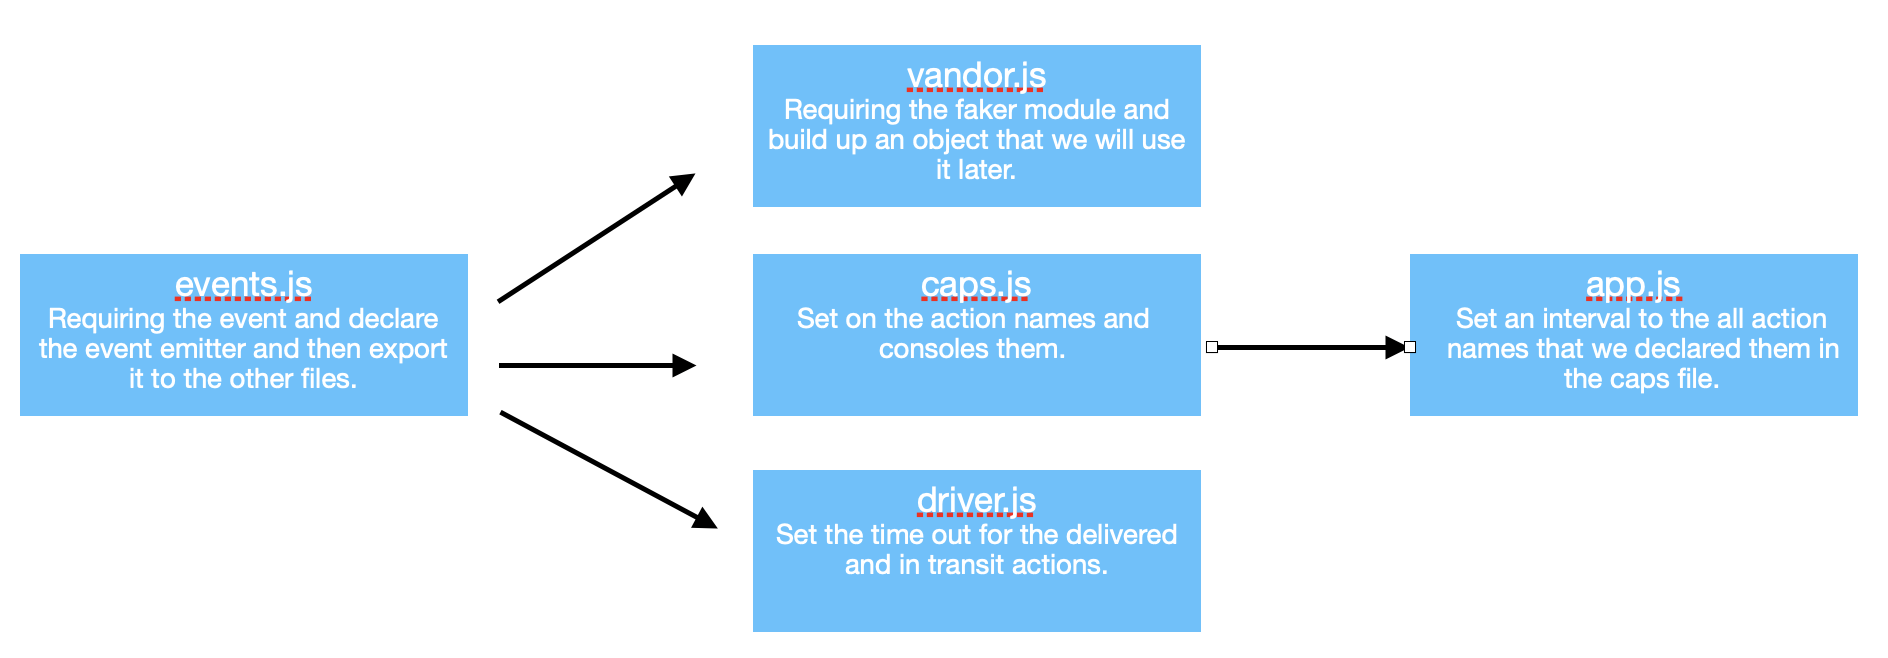 vandor.js
Requiring the faker module and
build up an object that we will use
it later.
events.js
Requiring the event and declare
the event emitter and then export
it to the other files.
caps.js
Set on the action names and
consoles them.
app.js
Set an interval to the all action
names that we declared them in
the caps file.
driver.js
Set the time out for the delivered
and in transit actions.